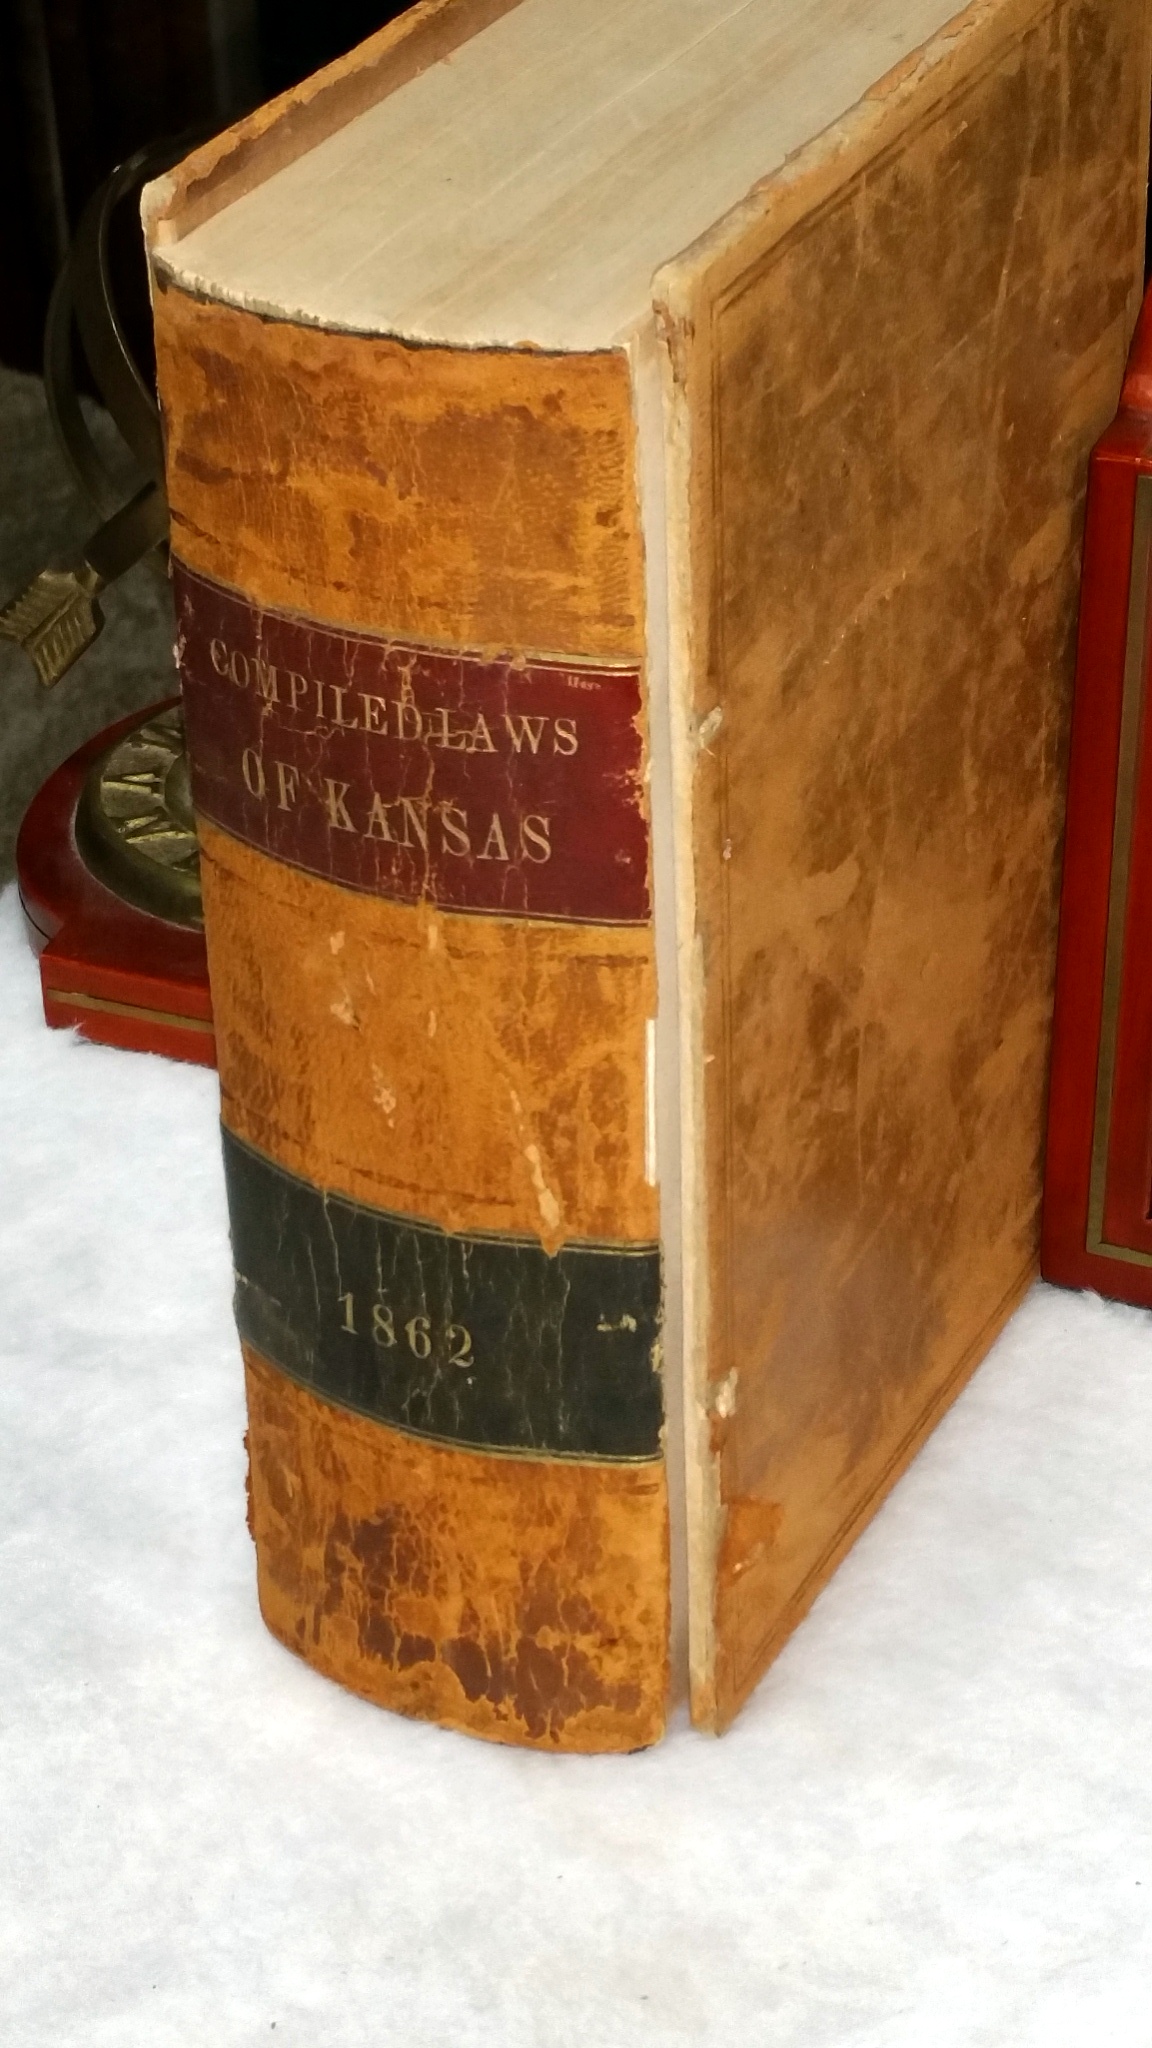 COMPILED LAWS
OF KANSAS
1862